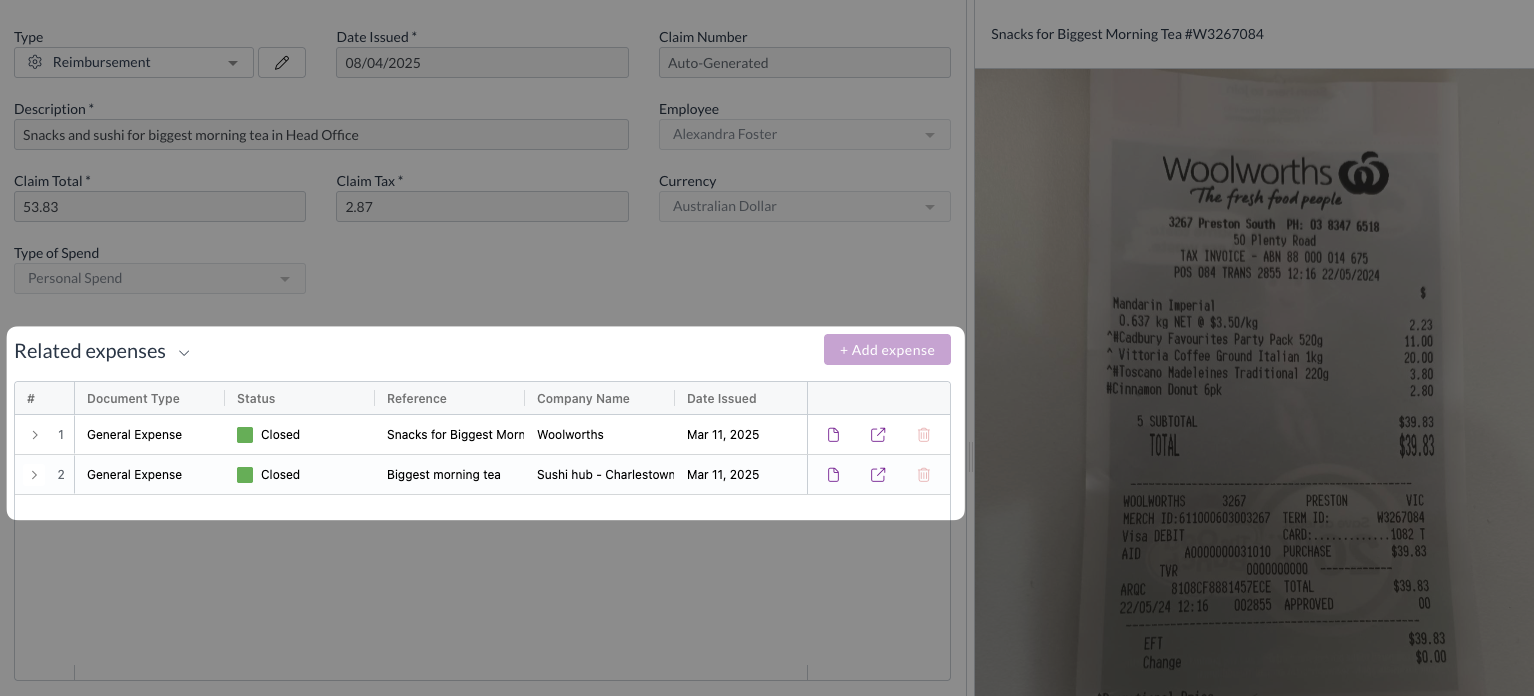 Type
Date Issued *
Claim Number
Reimbursement
08/04/2025
Auto-Generated
Description *
Employee
Snacks and sushi for biggest morning tea in Head Office
Alexandra Foster
Claim Total *
Claim Tax *
Currency
53.83
2.87
Australian Dollar
Type of Spend
Personal Spend
Related expenses
+ Add expense
# Document Type Status Reference Company Name Date Issued
1 General Expense Closed Snacks for Biggest Morn Woolworths Mar 11, 2025
2 General Expense Closed Biggest morning tea Sushi hub - Charlestown Mar 11, 2025
Snacks for Biggest Morning Tea #W3267084
Woolworths
The fresh food people
3267 Preston South PH: 03 8347 6518
50 Plenty Road
TAX INVOICE - ABN 88 000 014 675
POS 084 TRANS 2855 12:16 22/05/2024
$
Mandarin Imperial
0.637 kg NET @ $3.50/kg 2.23
^#Cadbury Favourites Party Pack 520g 11.00
^ Vittoria Coffee Ground Italian 1kg 20.00
^#Toscano Madeleines Traditional 220g 3.80
#Cinnamon Donut 6pk 2.80
5 SUBTOTAL $39.83
TOTAL $39.83
WOOLWORTHS 3267 PRESTON VIC
MERCH ID:611000603003267 TERM ID: W3267084
Visa DEBIT CARD:............1082 T
AID A0000000031010 PURCHASE $39.83
TVR 0000000000
ARQC 8108CF8881457ECE TOTAL $39.83
22/05/24 12:16 002855 APPROVED 00
EFT $39.83
Change $0.00